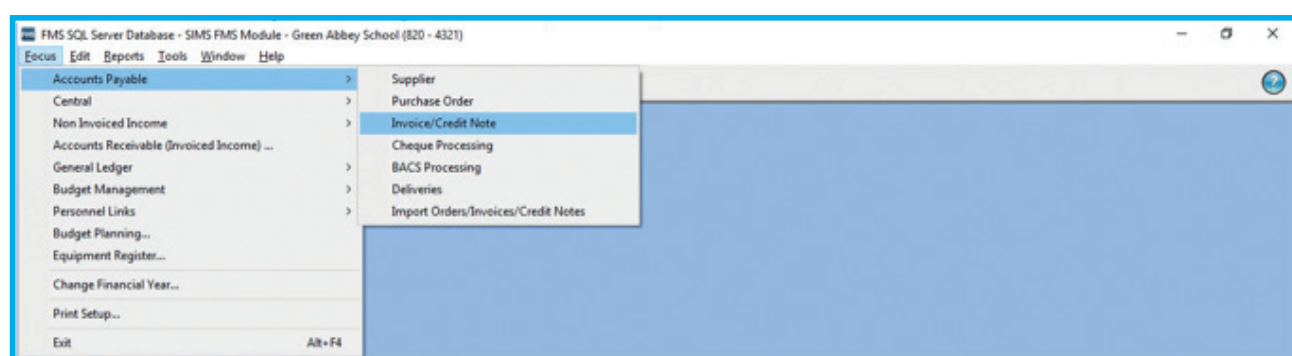 FMS SQL Server Database - SIMS FMS Module - Green Abbey School (820 - 4321)
Focus Edit Reports Tools Window Help
Accounts Payable
Central
Non Invoiced Income
Accounts Receivable (Invoiced Income) ...
General Ledger
Budget Management
Personnel Links
Budget Planning...
Equipment Register...
Change Financial Year...
Print Setup...
Exit Alt+F4
Supplier
Purchase Order
Invoice/Credit Note
Cheque Processing
BACS Processing
Deliveries
Import Orders/Invoices/Credit Notes